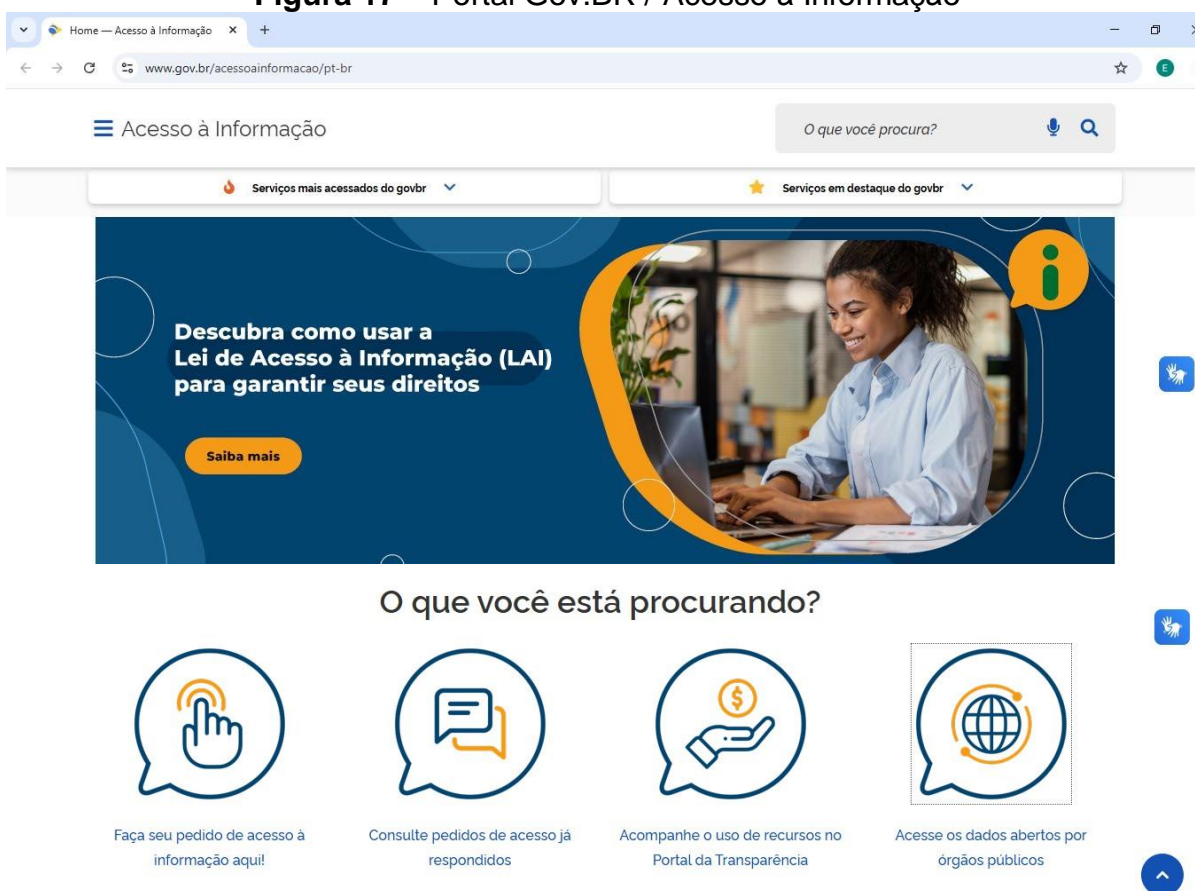 Figura 17 – Portal Gov.BR / Acesso à Informação
Home — Acesso à Informação
www.gov.br/acessoainformacao/pt-br
E
Acesso à Informação
O que você procura?
Serviços mais acessados do govbr
Serviços em destaque do govbr
Descubra como usar a
Lei de Acesso à Informação (LAI)
para garantir seus direitos
Saiba mais
O que você está procurando?
Faça seu pedido de acesso à
informação aqui!
Consulte pedidos de acesso já
respondidos
Acompanhe o uso de recursos no
Portal da Transparência
Acesse os dados abertos por
órgãos públicos